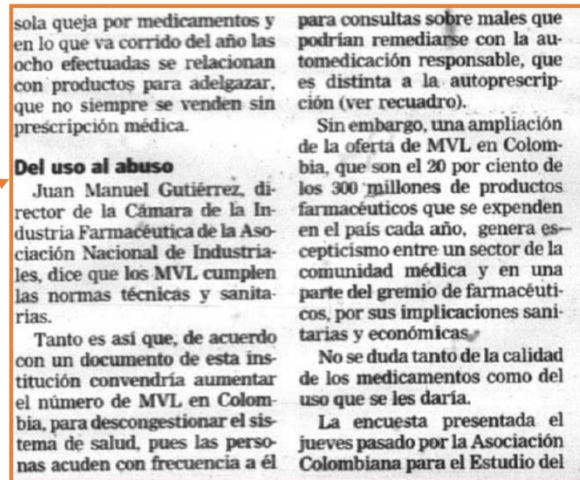 sola queja por medicamentos y
en lo que va corrido del año las
ocho efectuadas se relacionan
con productos para adelgazar,
que no siempre se venden sin
prescripción médica.
Del uso al abuso
Juan Manuel Gutiérrez, di-
rector de la Cámara de la In-
dustria Farmacéutica de la Aso-
ciación Nacional de Industria-
les, dice que los MVL cumplen
las normas técnicas y sanita-
rias.
Tanto es así que, de acuerdo
con un documento de esta ins-
titución convendría aumentar
el número de MVL en Colom-
bia, para descongestionar el sis-
tema de salud, pues las perso-
nas acuden con frecuencia a él
para consultas sobre males que
podrían remediarse con la au-
tomedicación responsable, que
es distinta a la autoprescrip-
ción (ver recuadro).
Sin embargo, una ampliación
de la oferta de MVL en Colom-
bia, que son el 20 por ciento de
los 300 millones de productos
farmacéuticos que se expenden
en el país cada año, genera es-
cepticismo entre un sector de la
comunidad médica y en una
parte del gremio de farmacéuti-
cos, por sus implicaciones sani-
tarias y económicas.
No se duda tanto de la calidad
de los medicamentos como del
uso que se les daría.
La encuesta presentada el
jueves pasado por la Asociación
Colombiana para el Estudio del